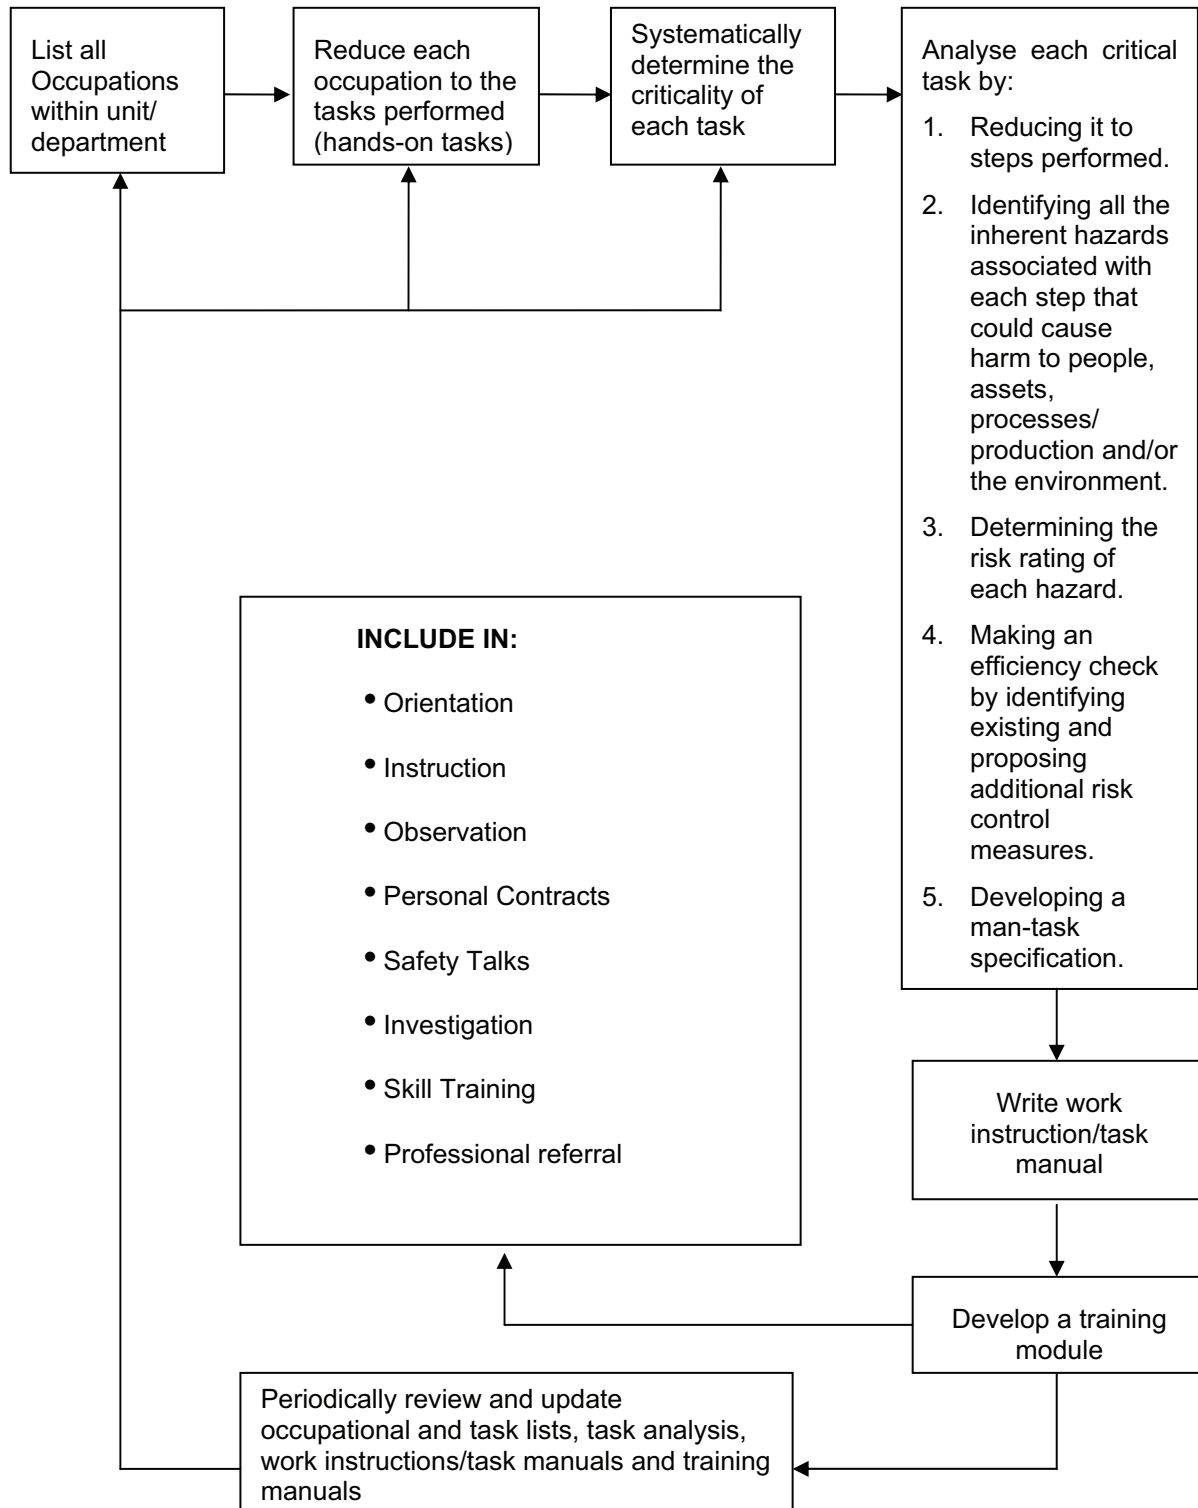 List all
Occupations
within unit/
department
Reduce each
occupation to the
tasks performed
(hands-on tasks)
Systematically
determine the
criticality of
each task
Analyse each critical
task by:
1. Reducing it to
steps performed.
2. Identifying all the
inherent hazards
associated with
each step that
could cause
harm to people,
assets,
processes/
production and/or
the environment.
3. Determining the
risk rating of
each hazard.
4. Making an
efficiency check
by identifying
existing and
proposing
additional risk
control
measures.
5. Developing a
man-task
specification.
Write work
instruction/task
manual
Develop a training
module
INCLUDE IN:
• Orientation
• Instruction
• Observation
• Personal Contracts
• Safety Talks
• Investigation
• Skill Training
• Professional referral
Periodically review and update
occupational and task lists, task analysis,
work instructions/task manuals and training
manuals